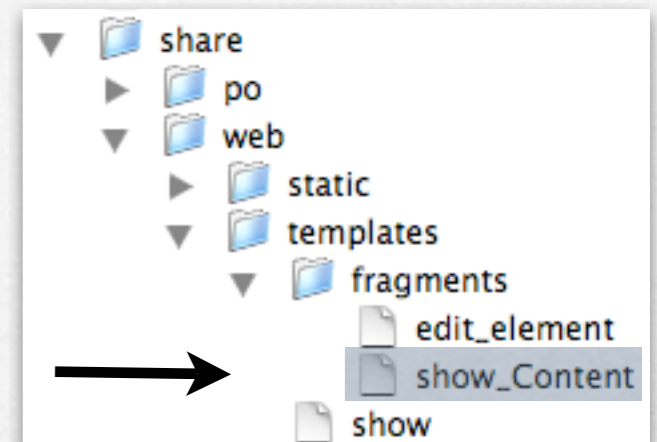 share
po
web
static
templates
fragments
edit_element
show_Content
show